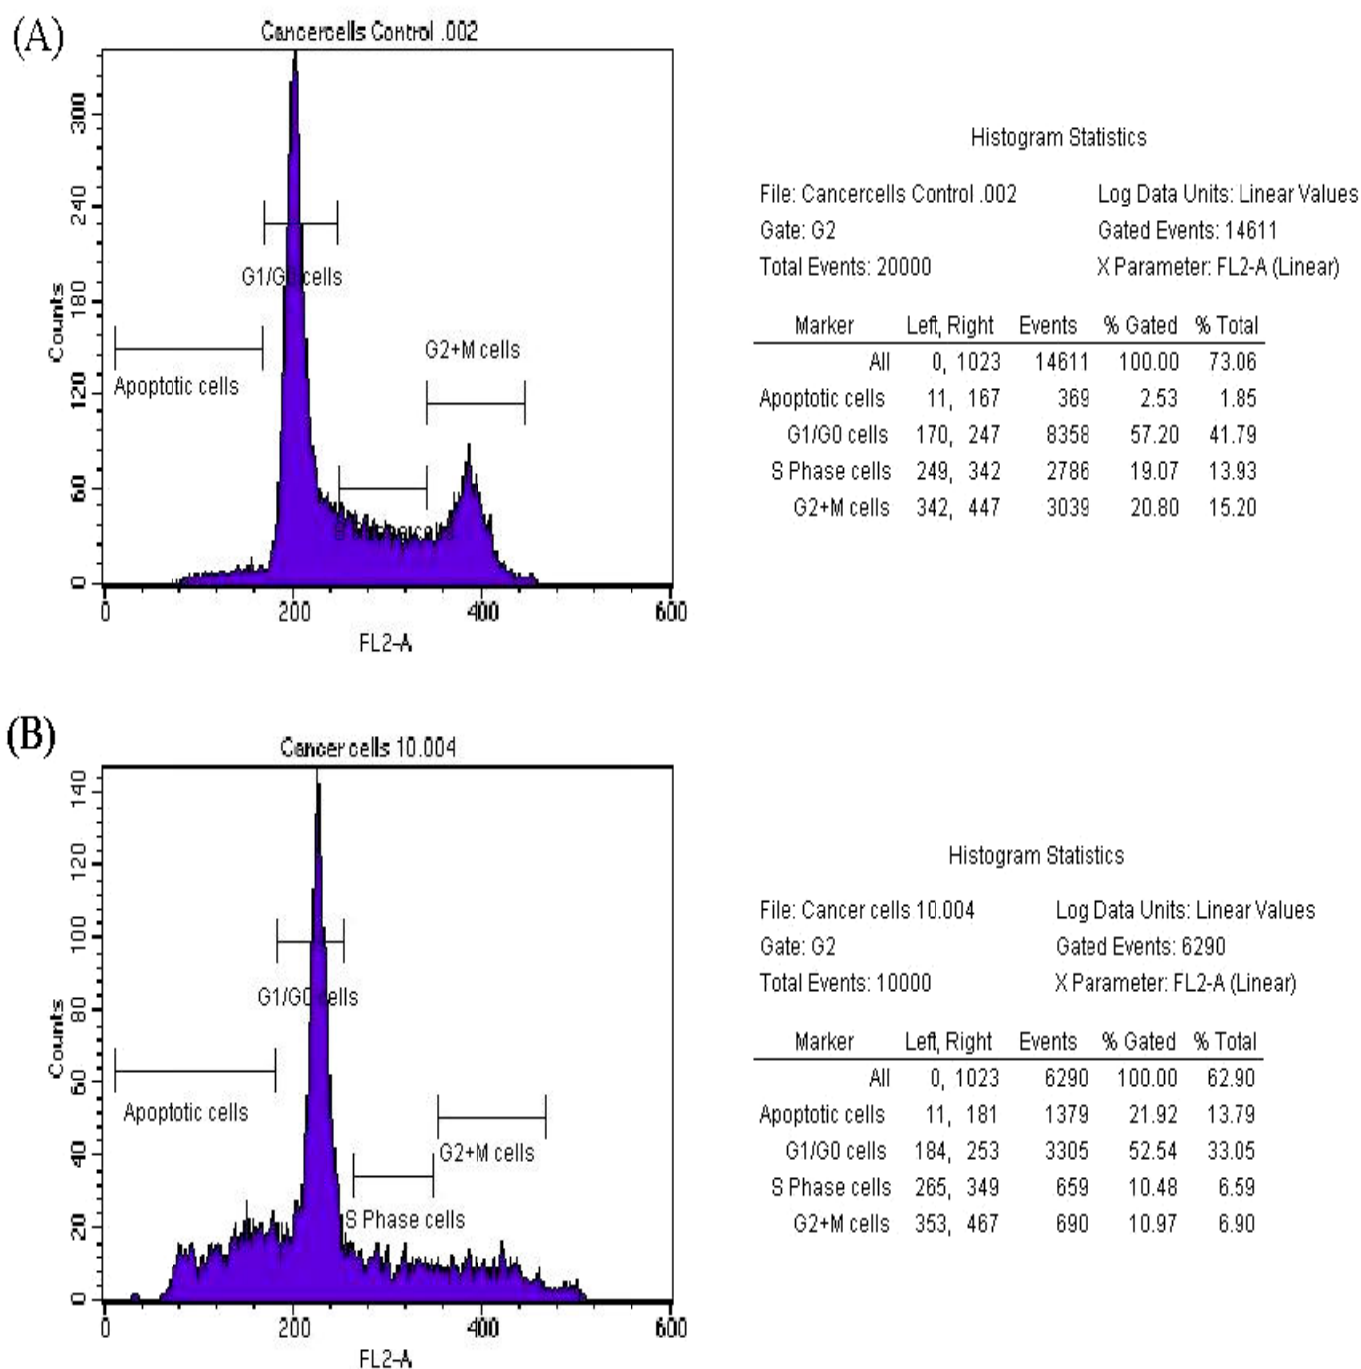 (A)
Cancercells Control .002
300
240
180
120
60
0
Counts
Apoptotic cells
G1/G0 cells
G2+M cells
0 200 400 600
FL2-A
Histogram Statistics
File: Cancercells Control .002 Log Data Units: Linear Values
Gate: G2 Gated Events: 14611
Total Events: 20000 X Parameter: FL2-A (Linear)
Marker Left, Right Events % Gated % Total
All 0, 1023 14611 100.00 73.06
Apoptotic cells 11, 167 369 2.53 1.85
G1/G0 cells 170, 247 8358 57.20 41.79
S Phase cells 249, 342 2786 19.07 13.93
G2+M cells 342, 447 3039 20.80 15.20
(B)
Cancer cells 10.004
140
120
100
80
60
40
20
0
Counts
G1/G0 cells
Apoptotic cells
G2+M cells
S Phase cells
0 200 400 600
FL2-A
Histogram Statistics
File: Cancer cells 10.004 Log Data Units: Linear Values
Gate: G2 Gated Events: 6290
Total Events: 10000 X Parameter: FL2-A (Linear)
Marker Left, Right Events % Gated % Total
All 0, 1023 6290 100.00 62.90
Apoptotic cells 11, 181 1379 21.92 13.79
G1/G0 cells 184, 253 3305 52.54 33.05
S Phase cells 265, 349 659 10.48 6.59
G2+M cells 353, 467 690 10.97 6.90